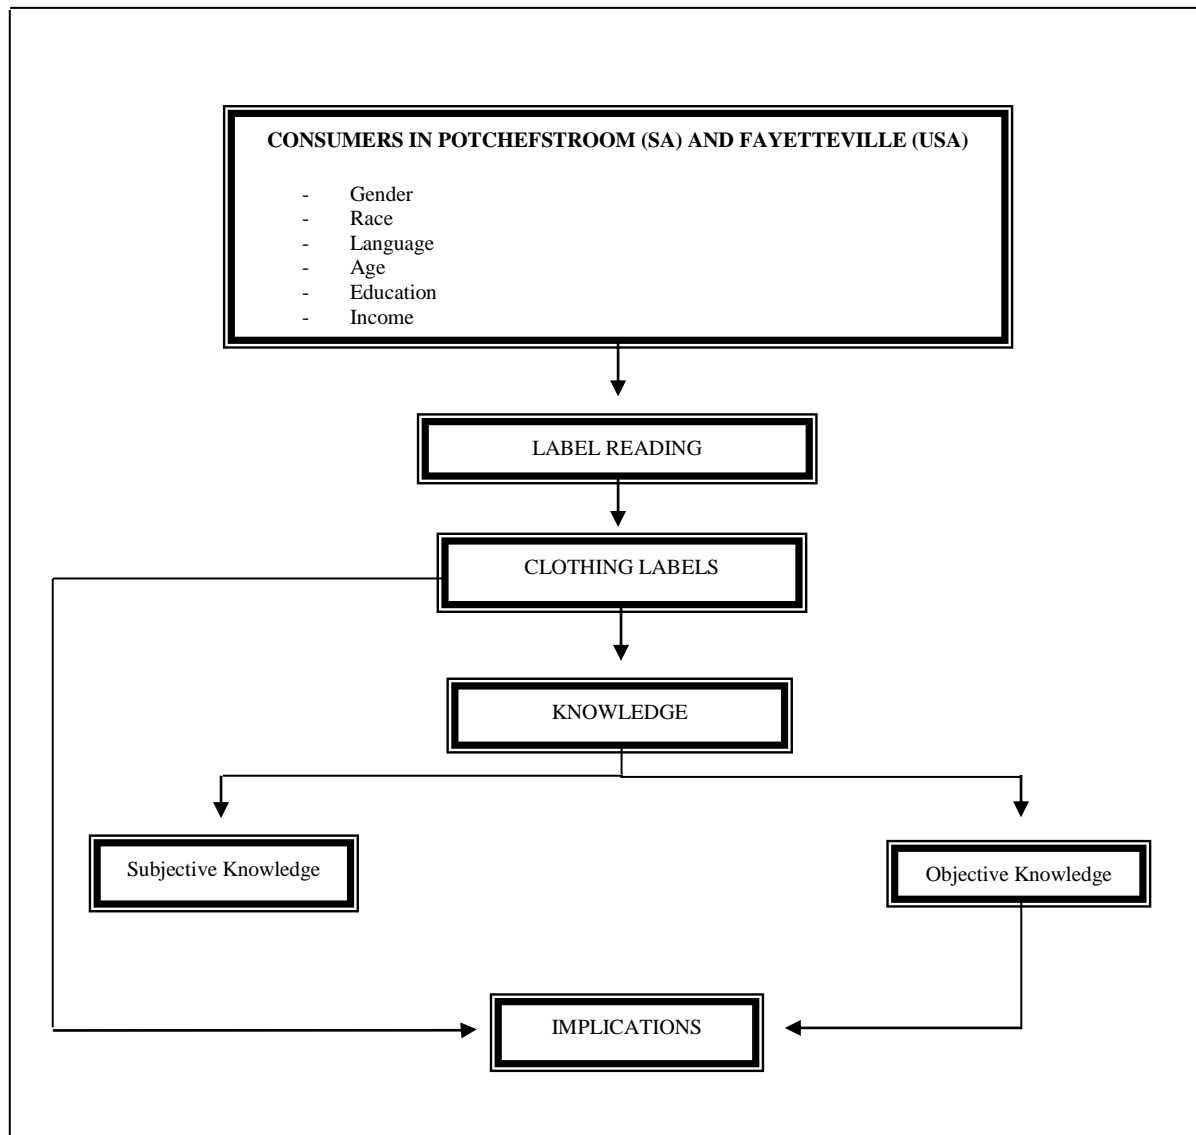 CONSUMERS IN POTCHEFSTROOM (SA) AND FAYETTEVILLE (USA)
- Gender
- Race
- Language
- Age
- Education
- Income
LABEL READING
CLOTHING LABELS
KNOWLEDGE
Subjective Knowledge
Objective Knowledge
IMPLICATIONS